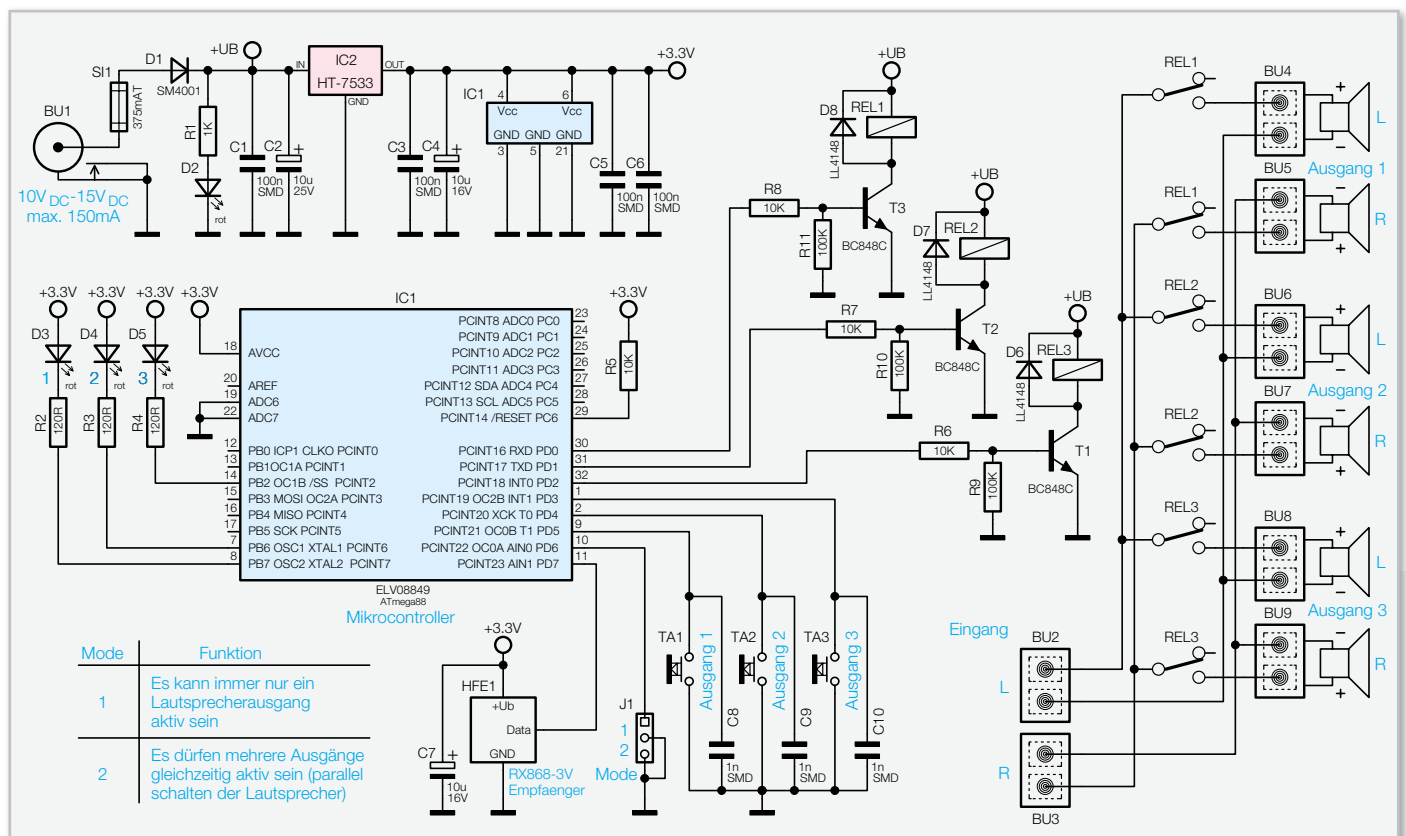 +UB
D1
SI1
SM4001
375mAT
BU1
10V DC-15V DC
max. 150mA
R1
1K
D2
rot
C1
100n
SMD
C2
+
10u
25V
IN
IC2
HT-7533
OUT
GND
C3
100n
SMD
C4
+
10u
16V
IC1
4
6
Vcc
Vcc
GND GND GND
3
5
21
C5
100n
SMD
C6
100n
SMD
+3.3V
+UB
D8
REL1
LL4148
R8
10K
R11
100K
T3
BC848C
+UB
D7
REL2
LL4148
R7
10K
R10
100K
T2
BC848C
+UB
D6
REL3
LL4148
R6
10K
R9
100K
T1
BC848C
+3.3V
+3.3V
+3.3V
+3.3V
D3
D4
D5
1
rot
2
rot
3
rot
R2
120R
R3
120R
R4
120R
IC1
18
AVCC
20
AREF
19
ADC6
22
ADC7
12
PB0 ICP1 CLKO PCINT0
13
PB1OC1A PCINT1
14
PB2 OC1B /SS PCINT2
15
PB3 MOSI OC2A PCINT3
16
PB4 MISO PCINT4
17
PB5 SCK PCINT5
7
PB6 OSC1 XTAL1 PCINT6
8
PB7 OSC2 XTAL2 PCINT7
PCINT8 ADC0 PC0
23
PCINT9 ADC1 PC1
24
PCINT10 ADC2 PC2
25
PCINT11 ADC3 PC3
26
PCINT12 SDA ADC4 PC4
27
PCINT13 SCL ADC5 PC5
28
PCINT14 /RESET PC6
29
PCINT16 RXD PD0
30
PCINT17 TXD PD1
31
PCINT18 INT0 PD2
32
PCINT19 OC2B INT1 PD3
1
PCINT20 XCK T0 PD4
2
PCINT21 OC0B T1 PD5
9
PCINT22 OC0A AIN0 PD6
10
PCINT23 AIN1 PD7
11
ELV08849
ATmega88
Mikrocontroller
+3.3V
R5
10K
Mode
Funktion
1
Es kann immer nur ein
Lautsprecherausgang
aktiv sein
2
Es dürfen mehrere Ausgänge
gleichzeitig aktiv sein (parallel
schalten der Lautsprecher)
+3.3V
HFE1
+Ub
Data
GND
C7
+
10u
16V
RX868-3V
Empfaenger
J1
1
2
Mode
TA1
Ausgang 1
C8
1n
SMD
TA2
Ausgang 2
C9
1n
SMD
TA3
Ausgang 3
C10
1n
SMD
REL1
BU4
+
L
−
Ausgang 1
REL1
BU5
−
R
+
REL2
BU6
+
L
−
Ausgang 2
REL2
BU7
−
R
+
REL3
BU8
+
L
−
Ausgang 3
REL3
BU9
−
R
+
Eingang
BU2
L
R
BU3